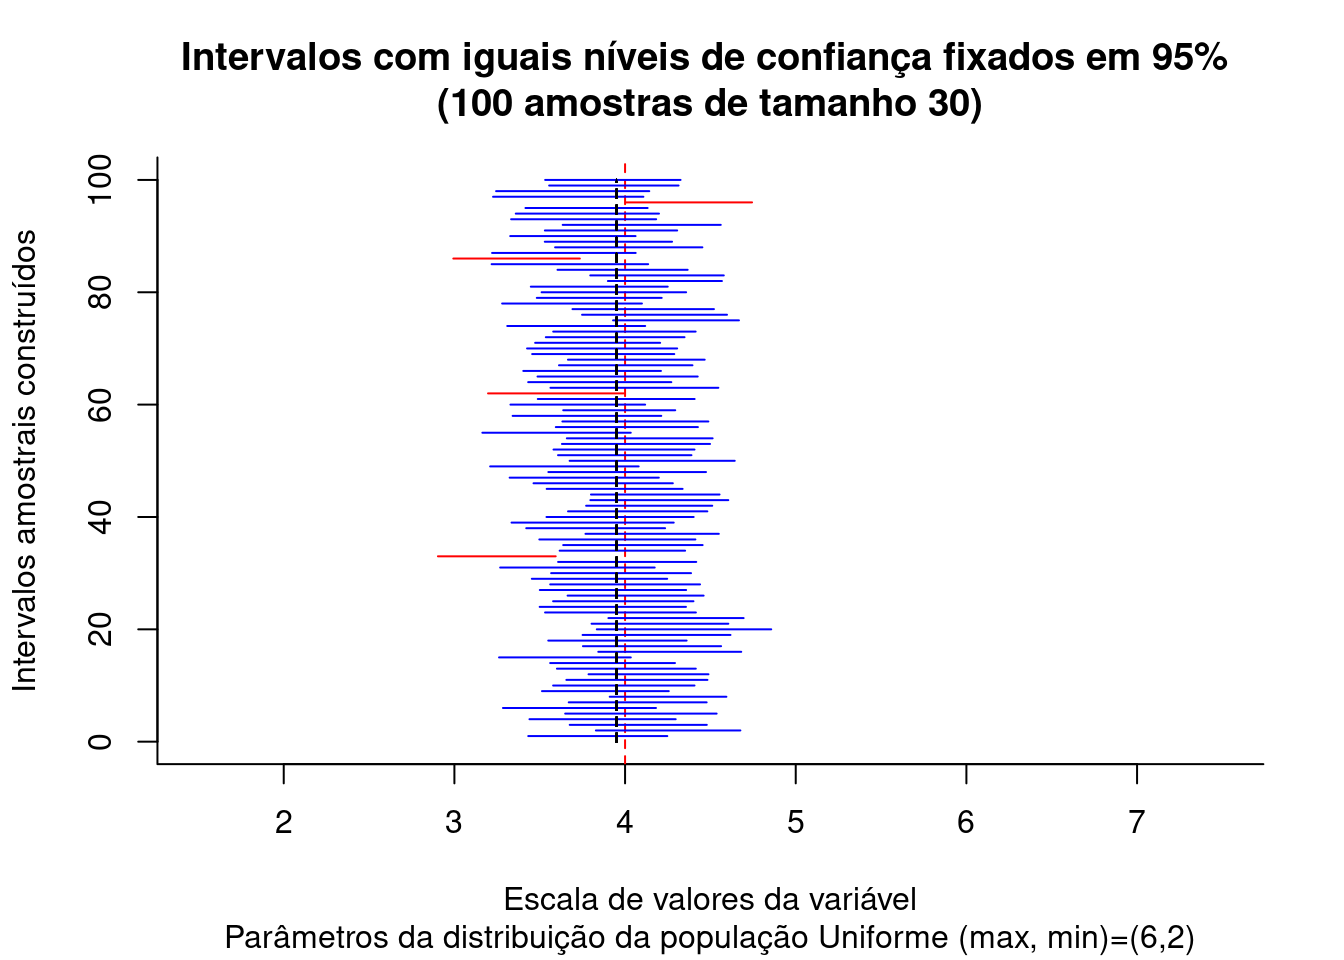 Intervalos com iguais níveis de confiança fixados em 95%
(100 amostras de tamanho 30)
Intervalos amostrais construídos
100
80
60
40
20
0
2
3
4
5
6
7
Escala de valores da variável
Parâmetros da distribuição da população Uniforme (max, min)=(6,2)